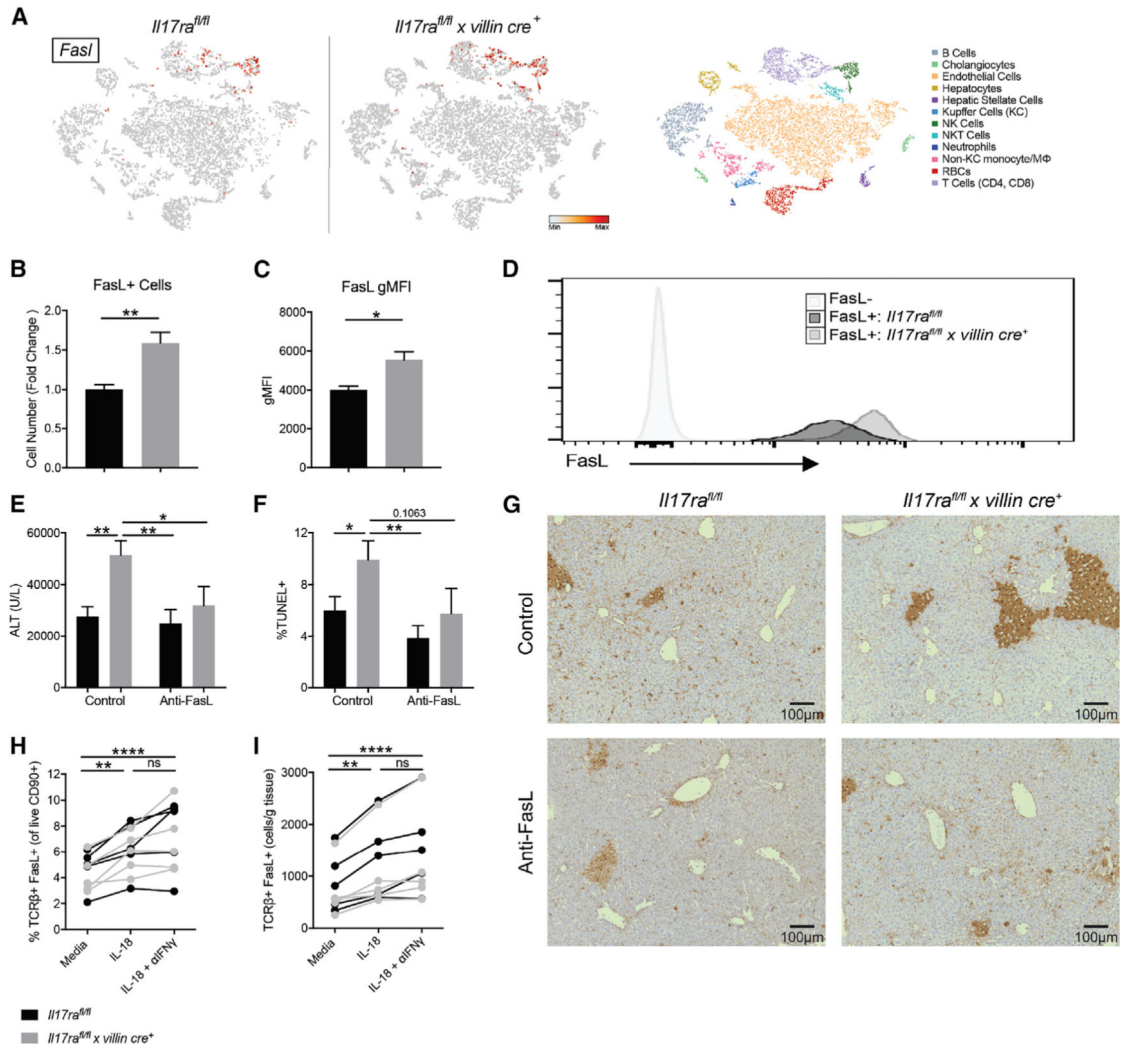 A
Il17ra^fl/fl
Il17ra^fl/fl x villin cre^+
Fasl
Min
Max
B Cells
Cholangiocytes
Endothelial Cells
Hepatocytes
Hepatic Stellate Cells
Kupffer Cells (KC)
NK Cells
NKT Cells
Neutrophils
Non-KC monocyte/MΦ
RBCs
T Cells (CD4, CD8)
B
FasL+ Cells
Cell Number (Fold Change )
2.0
1.5
1.0
0.5
0.0
**
C
FasL gMFI
gMFI
8000
6000
4000
2000
0
*
D
FasL-
FasL+: Il17ra^fl/fl
FasL+: Il17ra^fl/fl x villin cre^+
FasL
E
ALT (U/L)
60000
40000
20000
0
** ** *
Control
Anti-FasL
F
%TUNEL+
12
8
4
0
* ** 0.1063
Control
Anti-FasL
G
Il17ra^fl/fl
Il17ra^fl/fl x villin cre^+
Control
Anti-FasL
100μm
100μm
100μm
100μm
H
% TCRβ+ FasL+ (of live CD90+)
12
10
8
6
4
2
0
****
** ns
Media
IL-18
IL-18 + αIFNγ
I
TCRβ+ FasL+ (cells/g tissue)
3000
2000
1000
0
****
** ns
Media
IL-18
IL-18 + αIFNγ
Il17ra^fl/fl
Il17ra^fl/fl x villin cre^+